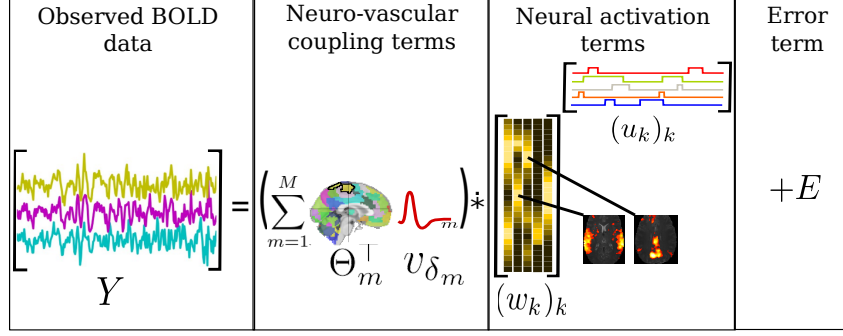 Observed BOLD
data
Neuro-vascular
coupling terms
Neural activation
terms
Error
term
Y
=
M
∑
m=1
Θ_m^⊤
v_{δ_m}
m
*
(u_k)_k
(w_k)_k
+E